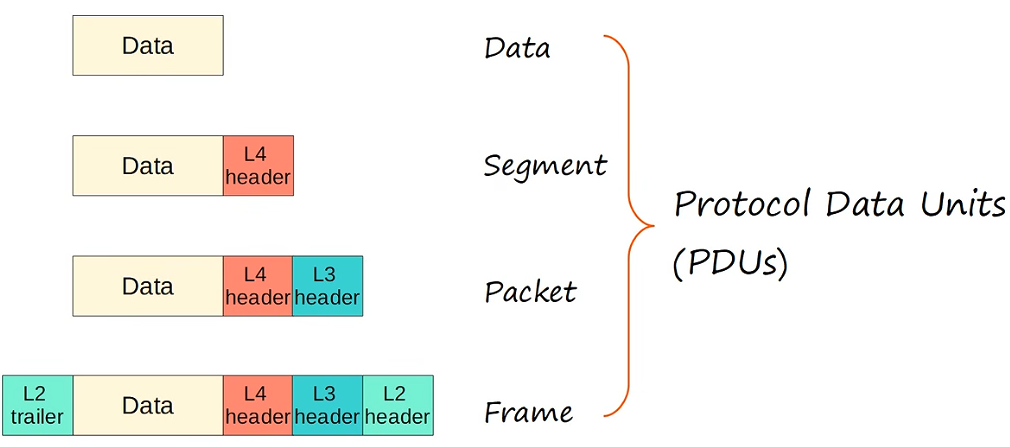 Data
Data
Data
L4
header
Segment
Data
L4
header
L3
header
Packet
L2
trailer
Data
L4
header
L3
header
L2
header
Frame
Protocol Data Units
(PDUs)